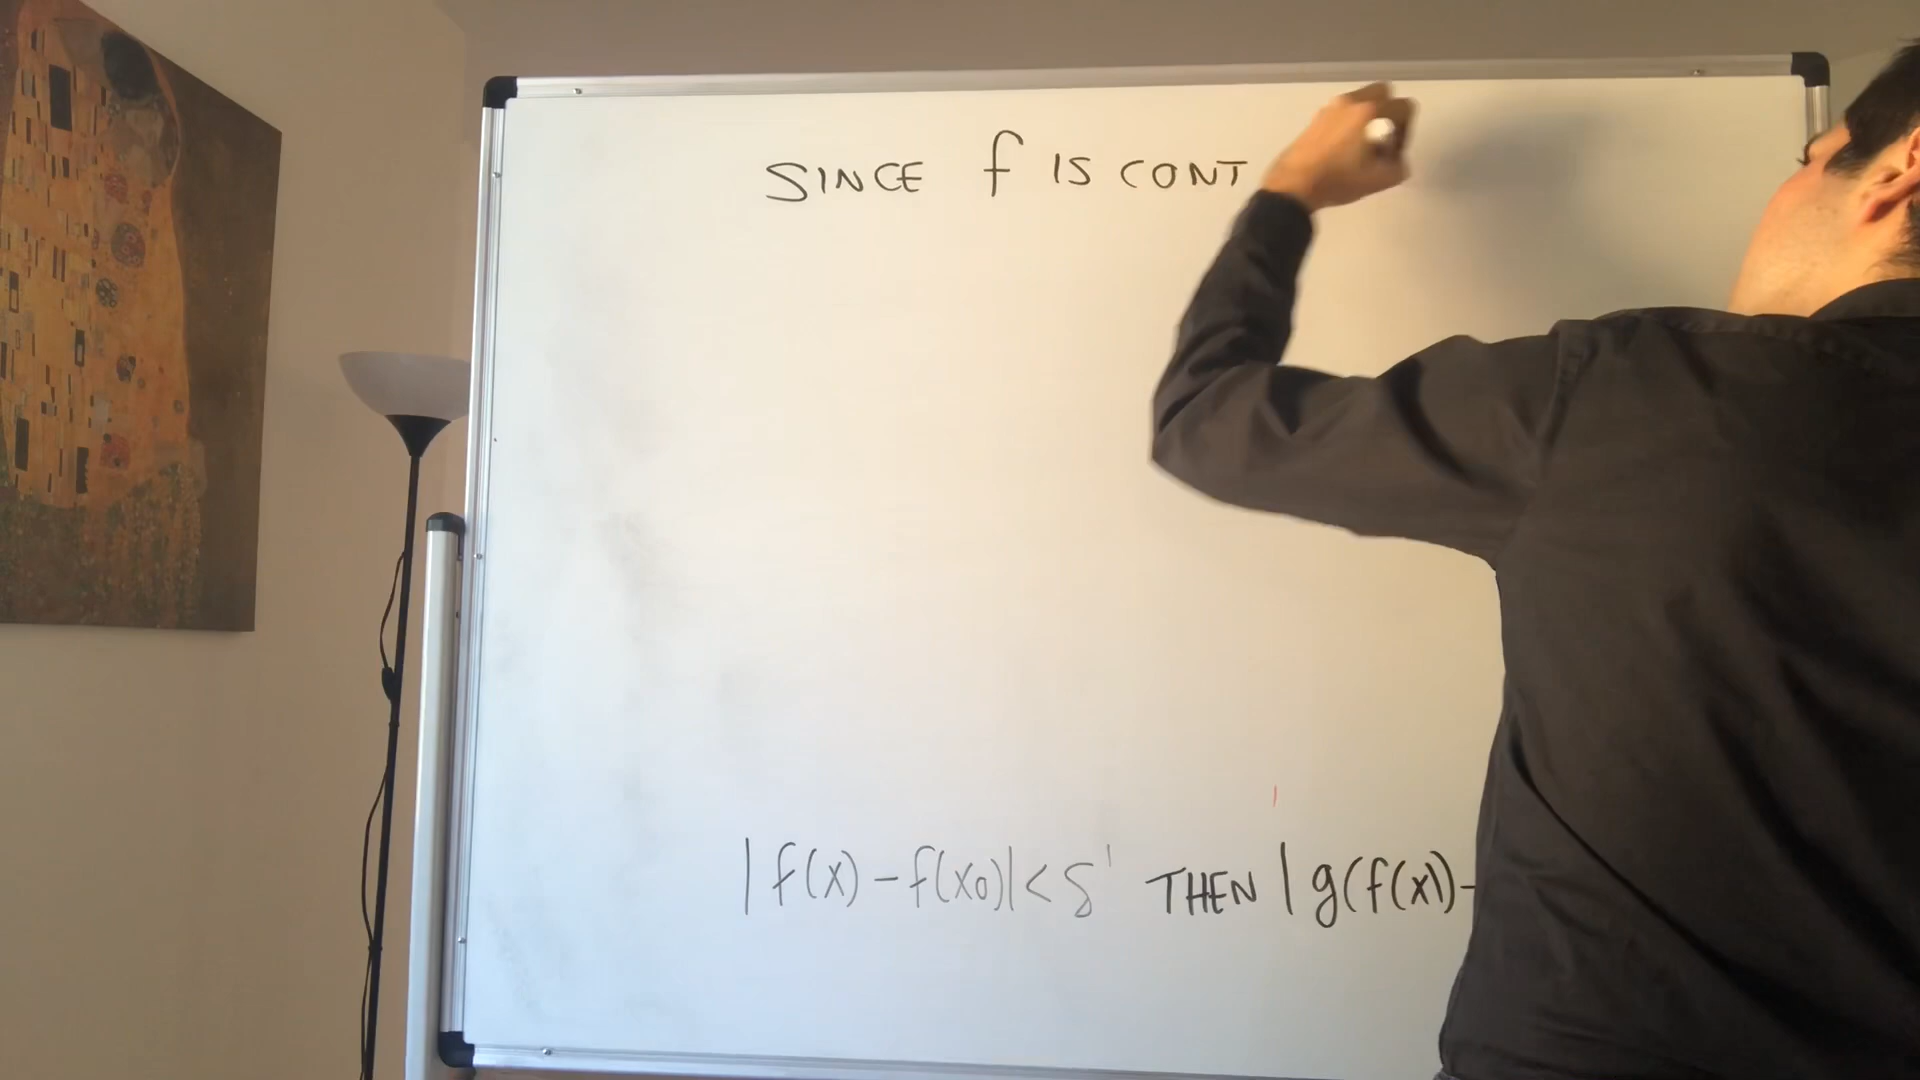 SINCE f IS CONT
|f(x)-f(x₀)|<δ' THEN |g(f(x))-